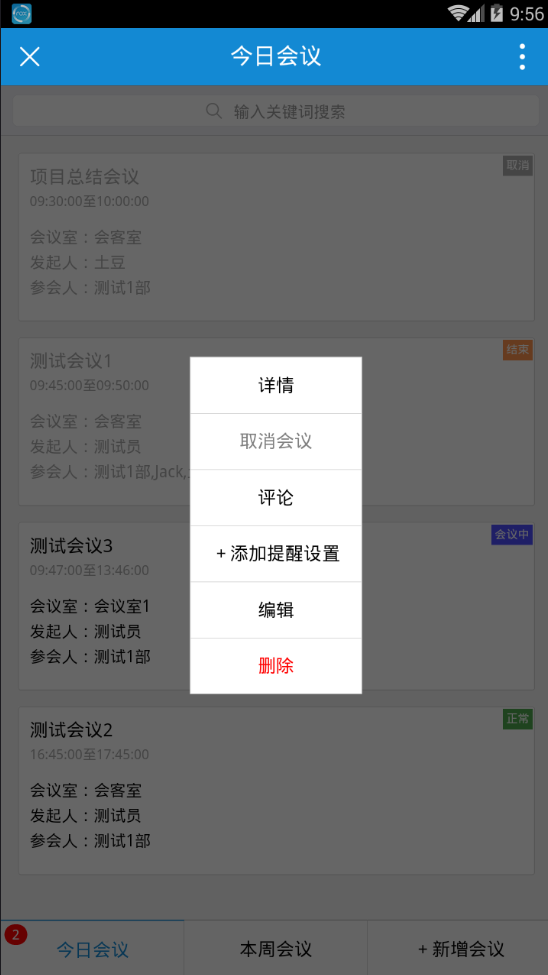 9:56
今日会议
输入关键词搜索
项目总结会议
取消
09:30:00至10:00:00
会议室：会客室
发起人：土豆
参会人：测试1部
测试会议1
结束
09:45:00至09:50:00
会议室：会客室
发起人：测试员
参会人：测试1部,Jack,
详情
取消会议
评论
+ 添加提醒设置
编辑
删除
测试会议3
会议中
09:47:00至13:46:00
会议室：会议室1
发起人：测试员
参会人：测试1部
测试会议2
正常
16:45:00至17:45:00
会议室：会客室
发起人：测试员
参会人：测试1部
2
今日会议
本周会议
+ 新增会议